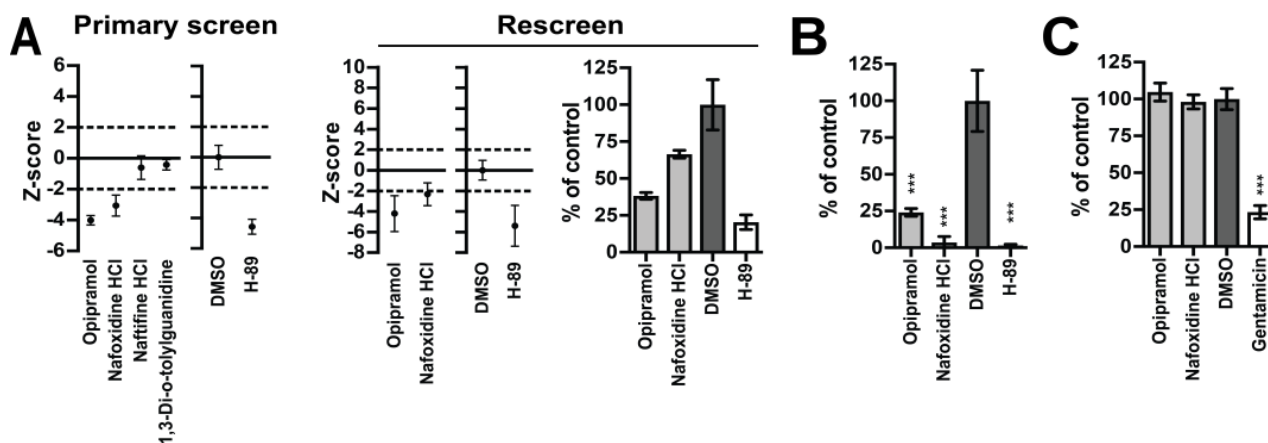 A
Primary screen
Z-score
6
4
2
0
-2
-4
-6
Opipramol
Nafoxidine HCl
Naftifine HCl
1,3-Di-o-tolylguanidine
DMSO
H-89
Rescreen
Z-score
10
8
6
4
2
0
-2
-4
-6
-8
Opipramol
Nafoxidine HCl
DMSO
H-89
% of control
125
100
75
50
25
0
Opipramol
Nafoxidine HCl
DMSO
H-89
B
% of control
125
100
75
50
25
0
***
***
***
Opipramol
Nafoxidine HCl
DMSO
H-89
C
% of control
125
100
75
50
25
0
***
Opipramol
Nafoxidine HCl
DMSO
Gentamicin